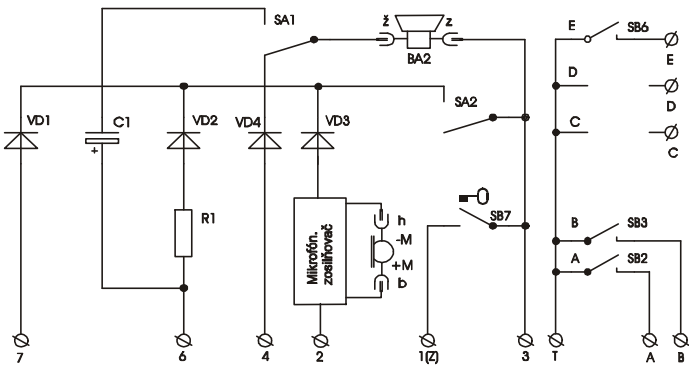 SA1
ž
z
BA2
E
SB6
E
D
D
C
C
SA2
VD1
C1
+
VD2
VD4
VD3
R1
Mikrofón.
zosilňovač
h
-M
+M
b
SB7
B
SB3
A
SB2
7
6
4
2
1(Z)
3
T
A
B